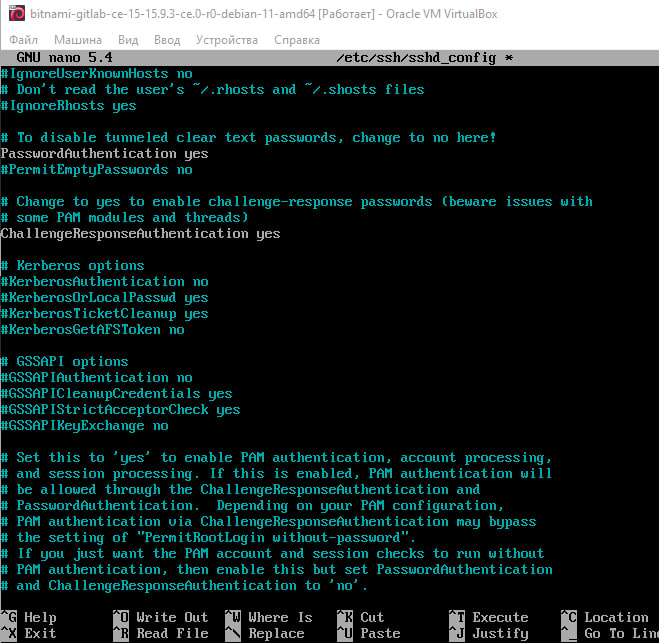 bitnami-gitlab-ce-15-15.9.3-ce.0-r0-debian-11-amd64 [Работает] - Oracle VM VirtualBox
Файл Машина Вид Ввод Устройства Справка
GNU nano 5.4 /etc/ssh/sshd_config *
#IgnoreUserKnownHosts no
# Don't read the user's ~/.rhosts and ~/.shosts files
#IgnoreRhosts yes
# To disable tunneled clear text passwords, change to no here!
PasswordAuthentication yes
#PermitEmptyPasswords no
# Change to yes to enable challenge-response passwords (beware issues with
# some PAM modules and threads)
ChallengeResponseAuthentication yes
# Kerberos options
#KerberosAuthentication no
#KerberosOrLocalPasswd yes
#KerberosTicketCleanup yes
#KerberosGetAFSToken no
# GSSAPI options
#GSSAPIAuthentication no
#GSSAPICleanupCredentials yes
#GSSAPIStrictAcceptorCheck yes
#GSSAPIKeyExchange no
# Set this to 'yes' to enable PAM authentication, account processing,
# and session processing. If this is enabled, PAM authentication will
# be allowed through the ChallengeResponseAuthentication and
# PasswordAuthentication.  Depending on your PAM configuration,
# PAM authentication via ChallengeResponseAuthentication may bypass
# the setting of "PermitRootLogin without-password".
# If you just want the PAM account and session checks to run without
# PAM authentication, then enable this but set PasswordAuthentication
# and ChallengeResponseAuthentication to 'no'.
^G Help ^O Write Out ^W Where Is ^K Cut ^T Execute ^C Location
^X Exit ^R Read File ^\ Replace ^U Paste ^J Justify ^_ Go To Lin